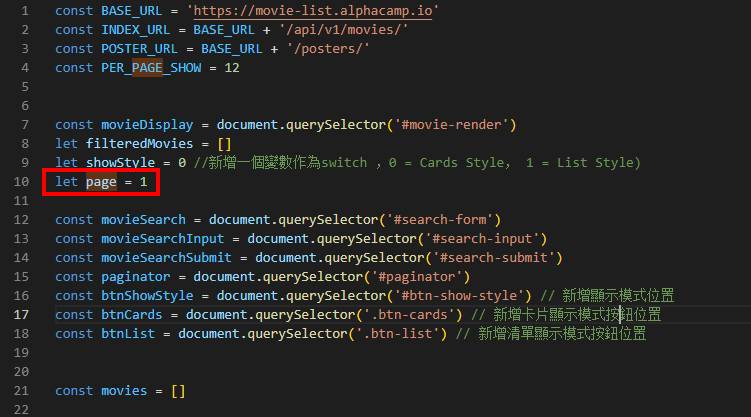 1 const BASE_URL = 'https://movie-list.alphacamp.io'
2 const INDEX_URL = BASE_URL + '/api/v1/movies/'
3 const POSTER_URL = BASE_URL + '/posters/'
4 const PER_PAGE_SHOW = 12
5
6
7 const movieDisplay = document.querySelector('#movie-render')
8 let filteredMovies = []
9 let showStyle = 0 //新增一個變數作為switch ，0 = Cards Style， 1 = List Style)
10 let page = 1
11
12 const movieSearch = document.querySelector('#search-form')
13 const movieSearchInput = document.querySelector('#search-input')
14 const movieSearchSubmit = document.querySelector('#search-submit')
15 const paginator = document.querySelector('#paginator')
16 const btnShowStyle = document.querySelector('#btn-show-style') // 新增顯示模式位置
17 const btnCards = document.querySelector('.btn-cards') // 新增卡片顯示模式按鈕位置
18 const btnList = document.querySelector('.btn-list') // 新增清單顯示模式按鈕位置
19
20
21 const movies = []
22